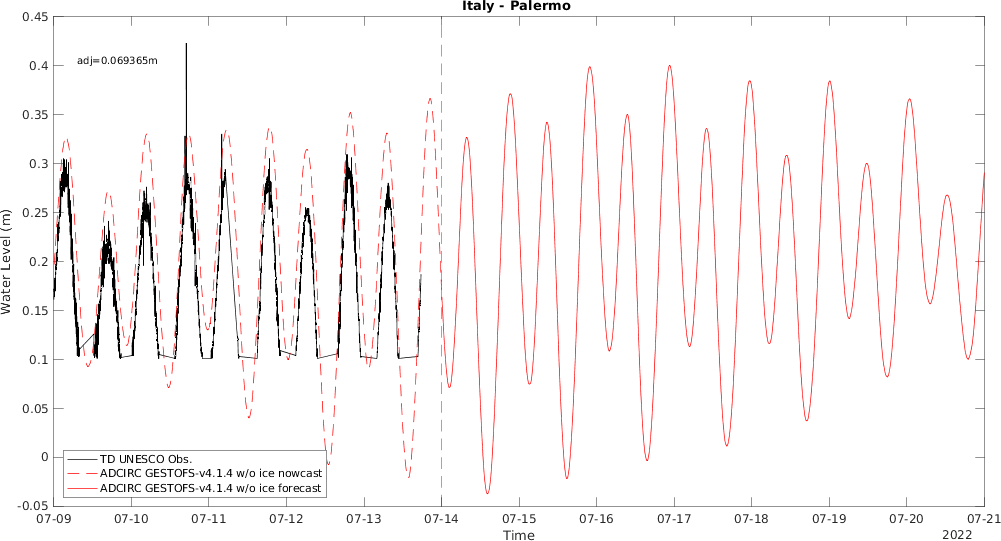 Italy - Palermo
0.45
0.4
0.35
0.3
0.25
0.2
0.15
0.1
0.05
0
-0.05
Water Level (m)
adj=0.069365m
TD UNESCO Obs.
ADCIRC GESTOFS-v4.1.4 w/o ice nowcast
ADCIRC GESTOFS-v4.1.4 w/o ice forecast
07-09 07-10 07-11 07-12 07-13 07-14 07-15 07-16 07-17 07-18 07-19 07-20 07-21
Time
2022